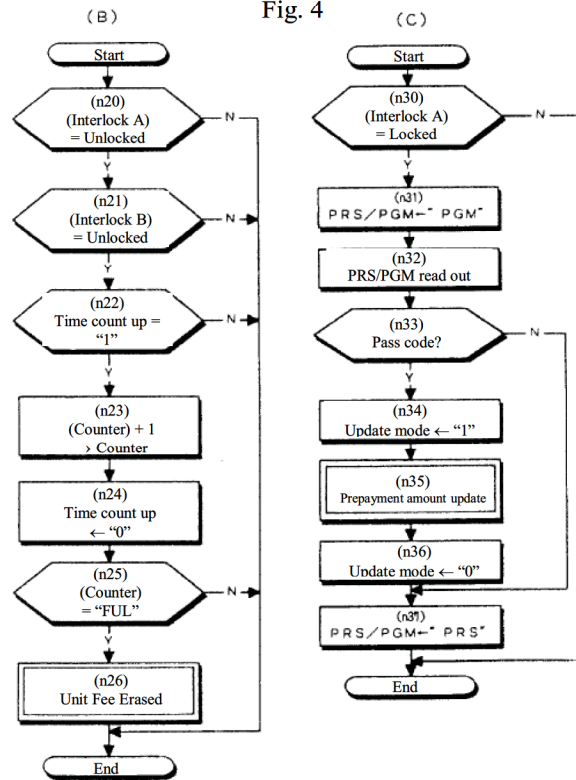 Fig. 4
(B)
Start
(n20)
(Interlock A)
= Unlocked
N
Y
(n21)
(Interlock B)
= Unlocked
N
Y
(n22)
Time count up =
“1”
N
Y
(n23)
(Counter) + 1
→ Counter
(n24)
Time count up
← “0”
(n25)
(Counter)
= “FUL”
N
Y
(n26)
Unit Fee Erased
End
(C)
Start
(n30)
(Interlock A)
= Locked
N
Y
(n31)
PRS/PGM←“ PGM”
(n32)
PRS/PGM read out
(n33)
Pass code?
N
Y
(n34)
Update mode ← “1”
(n35)
Prepayment amount update
(n36)
Update mode ← “0”
(n37)
PRS/PGM←“ PRS”
End